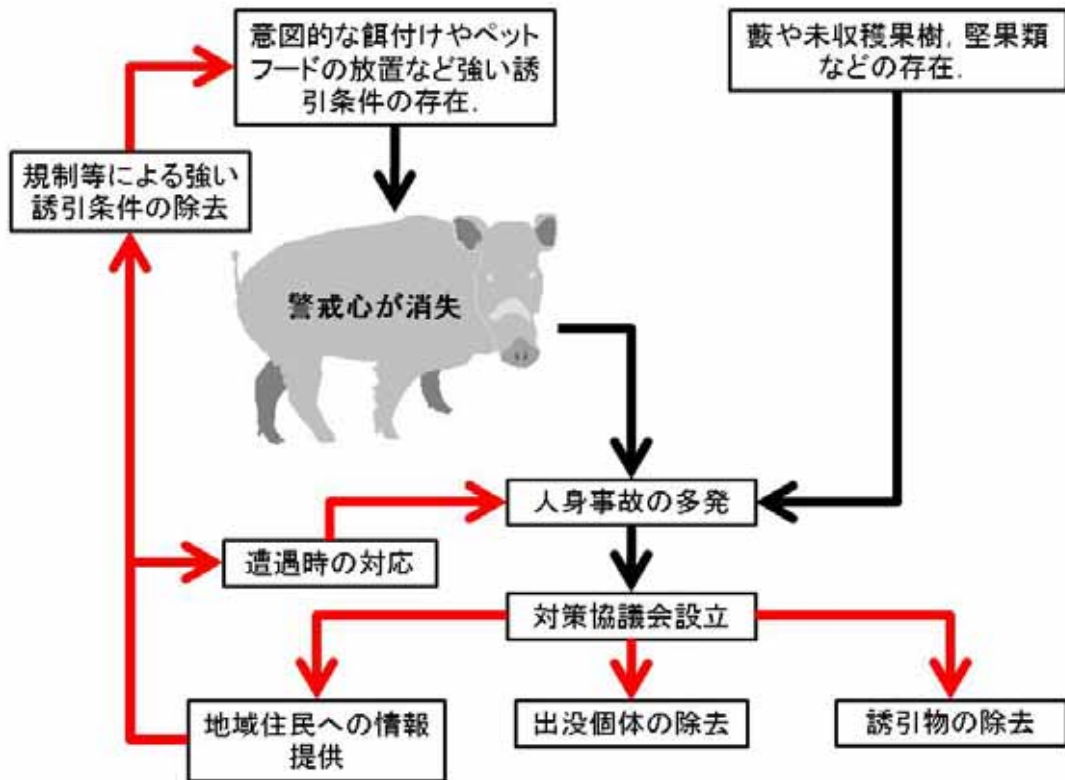 意図的な餌付けやペット
フードの放置など強い誘
引条件の存在.
藪や未収穫果樹, 堅果類
などの存在.
規制等による強い
誘引条件の除去
警戒心が消失
人身事故の多発
遭遇時の対応
対策協議会設立
地域住民への情報
提供
出没個体の除去
誘引物の除去